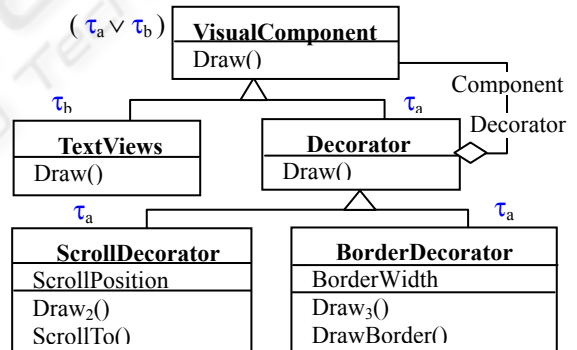 ( τa ∨ τb )
VisualComponent
Draw()
Component
Decorator
τb
τa
TextViews
Draw()
Decorator
Draw()
τa
τa
ScrollDecorator
ScrollPosition
Draw2()
ScrollTo()
BorderDecorator
BorderWidth
Draw3()
DrawBorder()